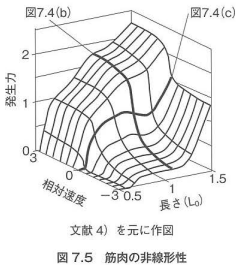 図7.4(b)
図7.4(c)
発生力
2
1
0
3
0
－3
相対速度
0.5
1
1.5
長さ(L₀)
文献 4）を元に作図
図 7.5　筋肉の非線形性